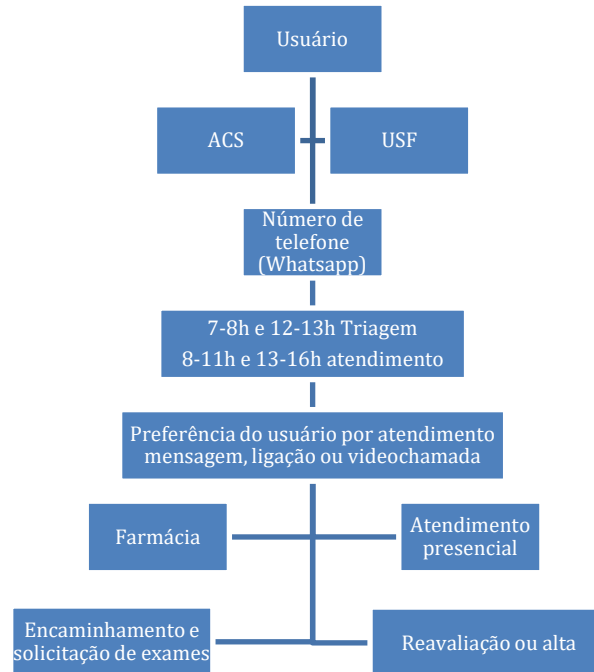 Usuário
ACS
USF
Número de
telefone
(Whatsapp)
7-8h e 12-13h Triagem
8-11h e 13-16h atendimento
Preferência do usuário por atendimento
mensagem, ligação ou videochamada
Farmácia
Atendimento
presencial
Encaminhamento e
solicitação de exames
Reavaliação ou alta